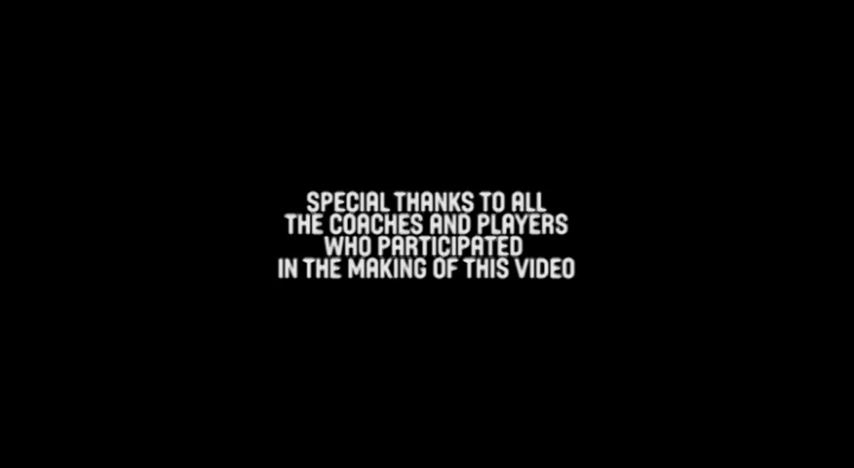 SPECIAL THANKS TO ALL
THE COACHES AND PLAYERS
WHO PARTICIPATED
IN THE MAKING OF THIS VIDEO